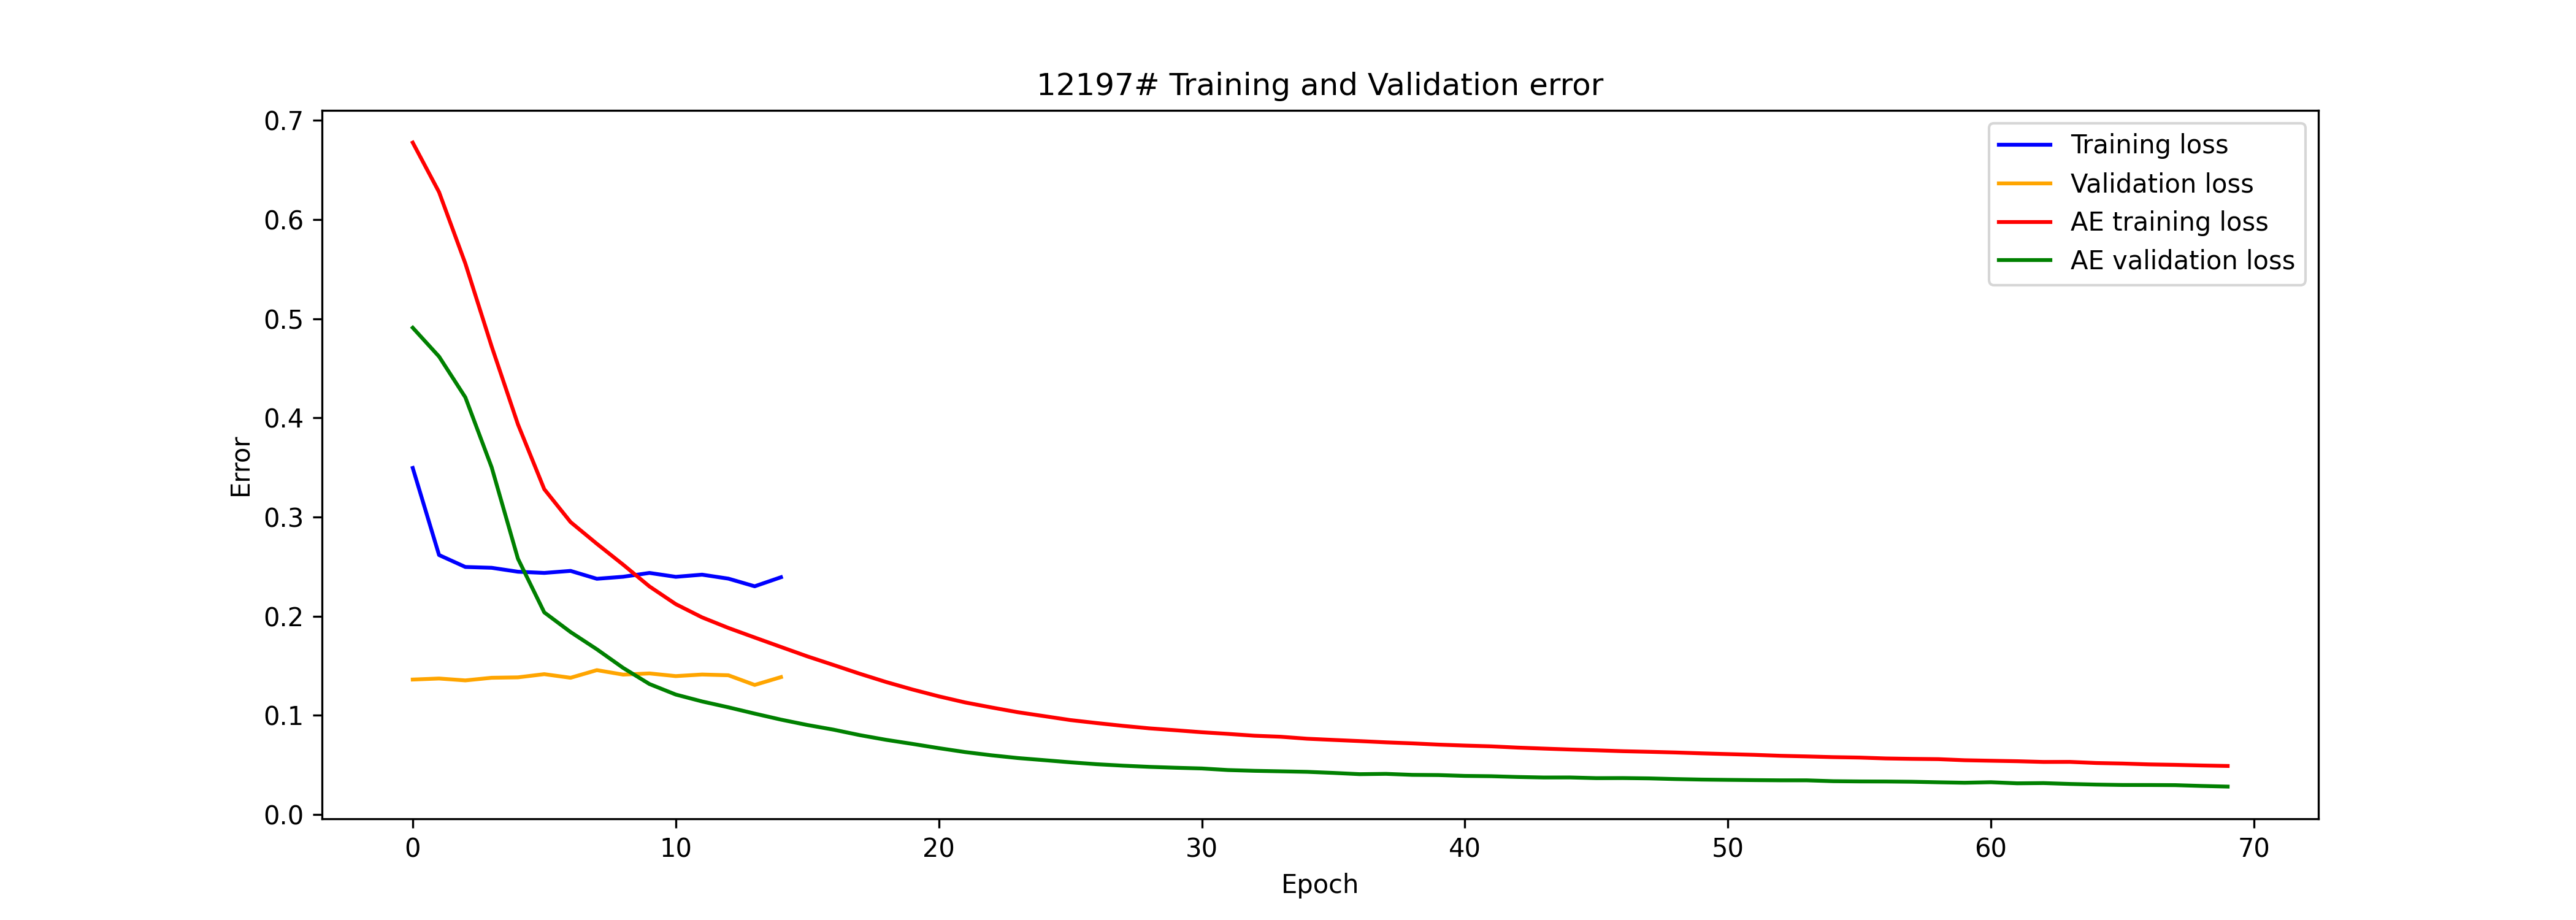 12197# Training and Validation error
Training loss
Validation loss
AE training loss
AE validation loss
Error
0.7
0.6
0.5
0.4
0.3
0.2
0.1
0.0
0 10 20 30 40 50 60 70
Epoch